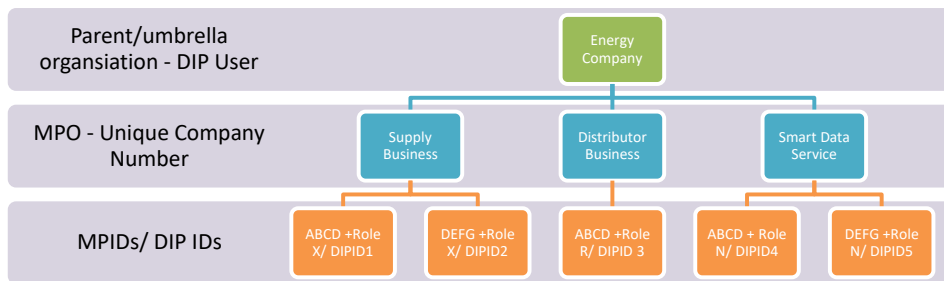 Parent/umbrella
organsiation - DIP User
Energy
Company
MPO - Unique Company
Number
Supply
Business
Distributor
Business
Smart Data
Service
MPIDs/ DIP IDs
ABCD +Role
X/ DIPID1
DEFG +Role
X/ DIPID2
ABCD +Role
R/ DIPID 3
ABCD + Role
N/ DIPID4
DEFG +Role
N/ DIPID5